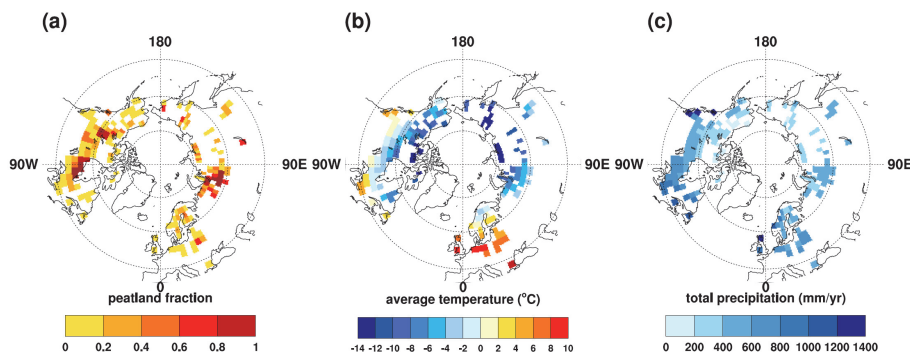 (a) (b) (c)
180 180 180
90W 90E 90W 90E 90W 90E
0 0 0
peatland fraction average temperature (°C) total precipitation (mm/yr)
0 0.2 0.4 0.6 0.8 1 -14 -12 -10 -8 -6 -4 -2 0 2 4 6 8 10 0 200 400 600 800 1000 1200 1400